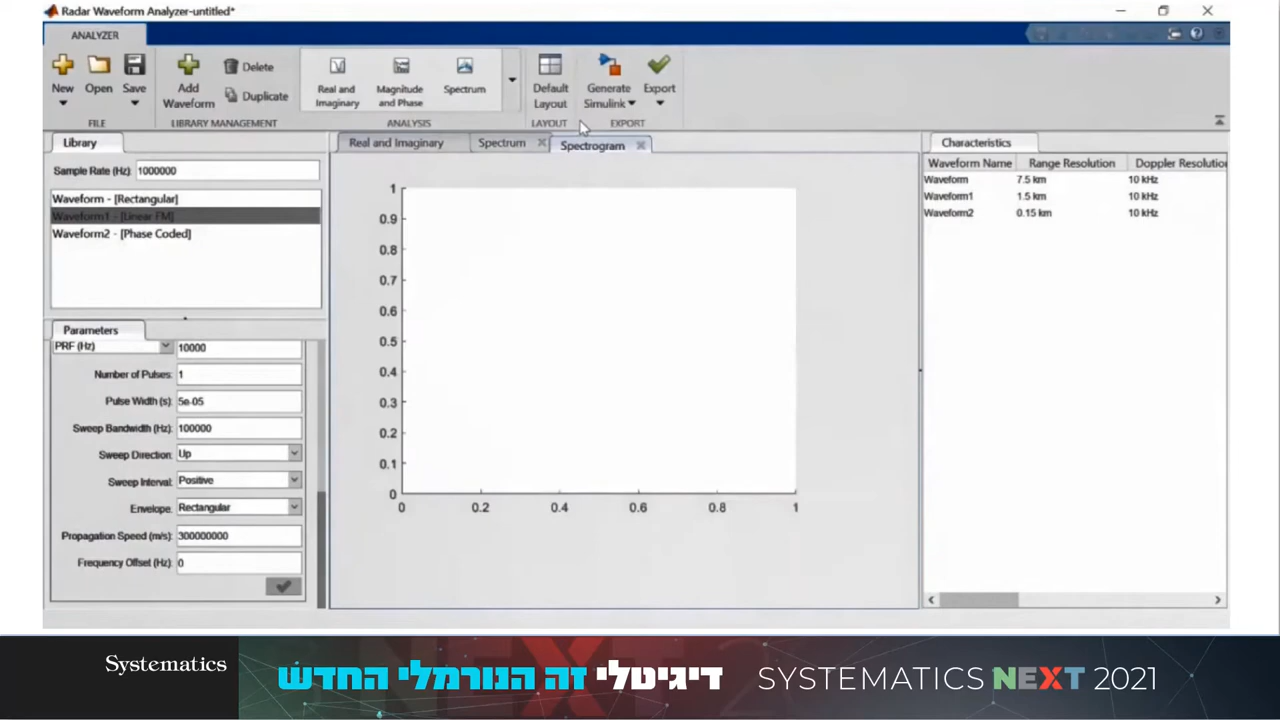 Radar Waveform Analyzer-untitled*
ANALYZER
New
Open
Save
Add Waveform
Delete
Duplicate
Real and Imaginary
Magnitude and Phase
Spectrum
Default Layout
Generate Simulink
Export
FILE
LIBRARY MANAGEMENT
ANALYSIS
LAYOUT
EXPORT
Library
Sample Rate (Hz): 1000000
Waveform - [Rectangular]
Waveform1 - [Linear FM]
Waveform2 - [Phase Coded]
Parameters
PRF (Hz) 10000
Number of Pulses: 1
Pulse Width (s): 5e-05
Sweep Bandwidth (Hz): 100000
Sweep Direction: Up
Sweep Interval: Positive
Envelope: Rectangular
Propagation Speed (m/s): 300000000
Frequency Offset (Hz): 0
Real and Imaginary
Spectrum
Spectrogram
1
0.9
0.8
0.7
0.6
0.5
0.4
0.3
0.2
0.1
0
0 0.2 0.4 0.6 0.8 1
Characteristics
Waveform Name Range Resolution Doppler Resolution
Waveform 7.5 km 10 kHz
Waveform1 1.5 km 10 kHz
Waveform2 0.15 km 10 kHz
Systematics
דיגיטלי זה הנורמלי החדש
SYSTEMATICS NEXT 2021